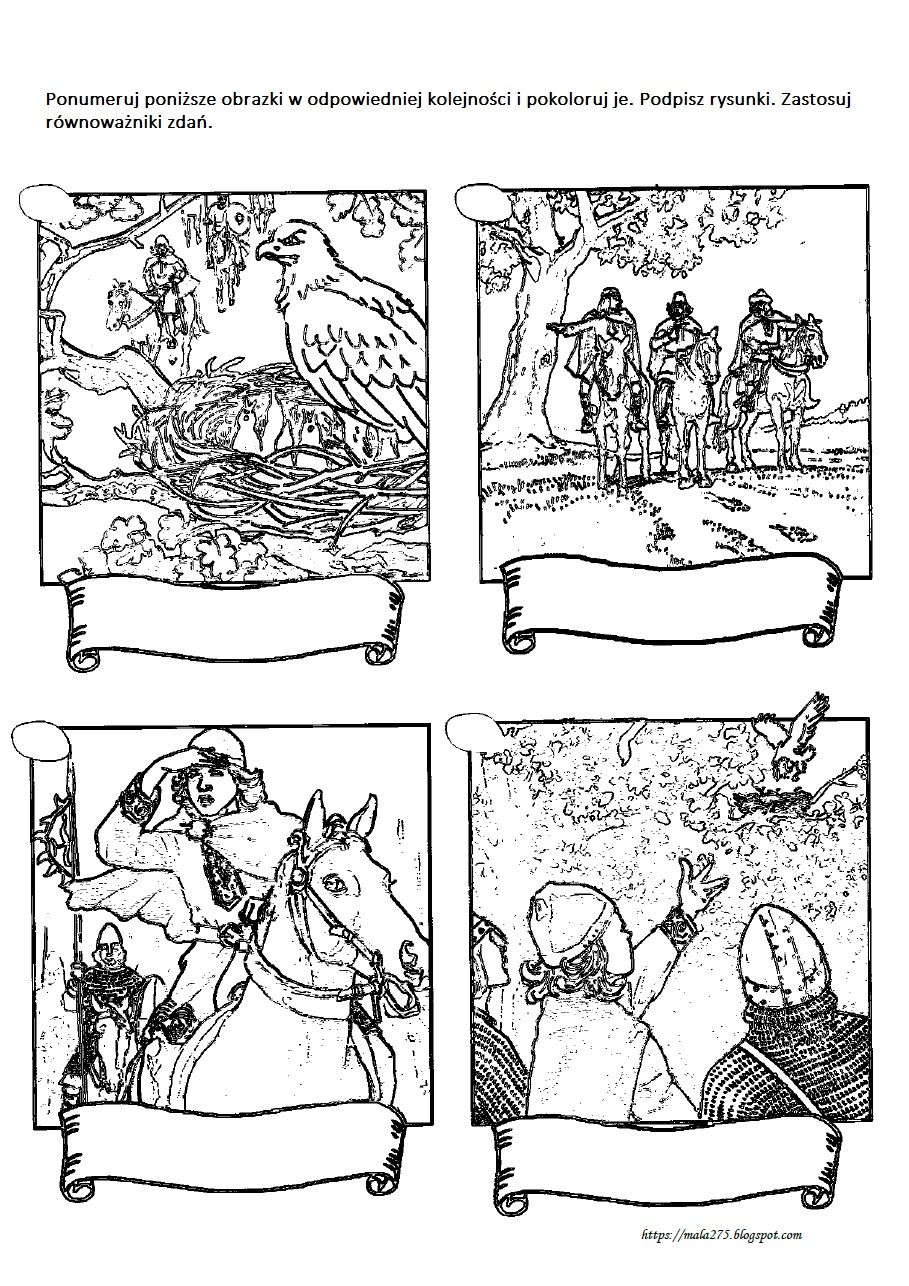 Ponumeruj poniższe obrazki w odpowiedniej kolejności i pokoloruj je. Podpisz rysunki. Zastosuj
równoważniki zdań.
https://mala275.blogspot.com